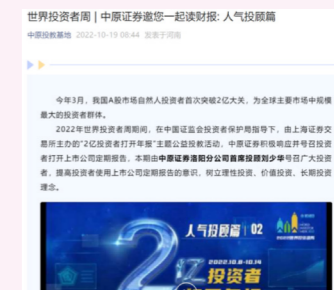 世界投资者周 | 中原证券邀您一起读财报: 人气投顾篇
中原投教基地 2022-10-19 08:44 发表于河南
今年3月，我国A股市场自然人投资者首次突破2亿大关，为全球主要市场中规模
最大的投资者群体。
2022年世界投资者周期间，在中国证监会投资者保护局指导下，由上海证券交
易所主办的"2亿投资者打开年报"主题公益投教活动，中原证券积极响应并号召投资
者打开上市公司定期报告，本期由中原证券洛阳分公司首席投顾刘少华号召广大投资
者，提高投资者使用上市公司定期报告的意识，树立理性投资、价值投资、长期投资
理念。
人气投顾篇 | 02
2022.10.8-10.14
2亿
投资者